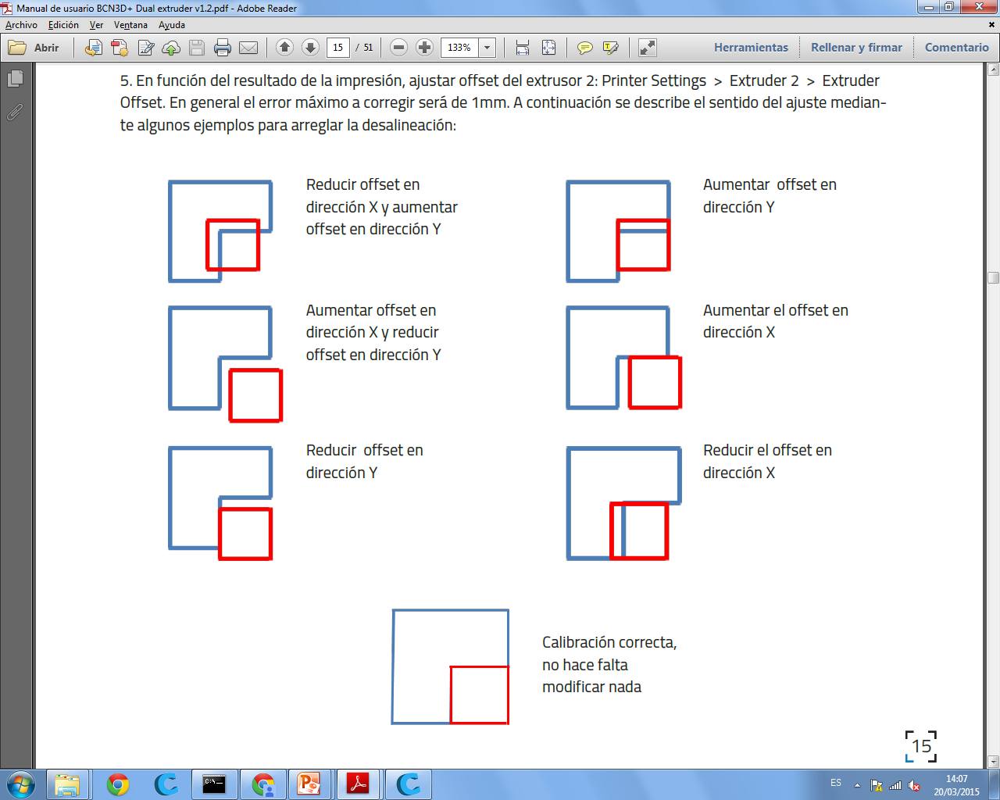 Manual de usuario BCN3D+ Dual extruder v1.2.pdf - Adobe Reader
Archivo Edición Ver Ventana Ayuda
Abrir 15 / 51 133% Herramientas Rellenar y firmar Comentario
5. En función del resultado de la impresión, ajustar offset del extrusor 2: Printer Settings > Extruder 2 > Extruder
Offset. En general el error máximo a corregir será de 1mm. A continuación se describe el sentido del ajuste median-
te algunos ejemplos para arreglar la desalineación:
Reducir offset en
dirección X y aumentar
offset en dirección Y
Aumentar offset en
dirección Y
Aumentar offset en
dirección X y reducir
offset en dirección Y
Aumentar el offset en
dirección X
Reducir offset en
dirección Y
Reducir el offset en
dirección X
Calibración correcta,
no hace falta
modificar nada
15
ES
14:07
20/03/2015